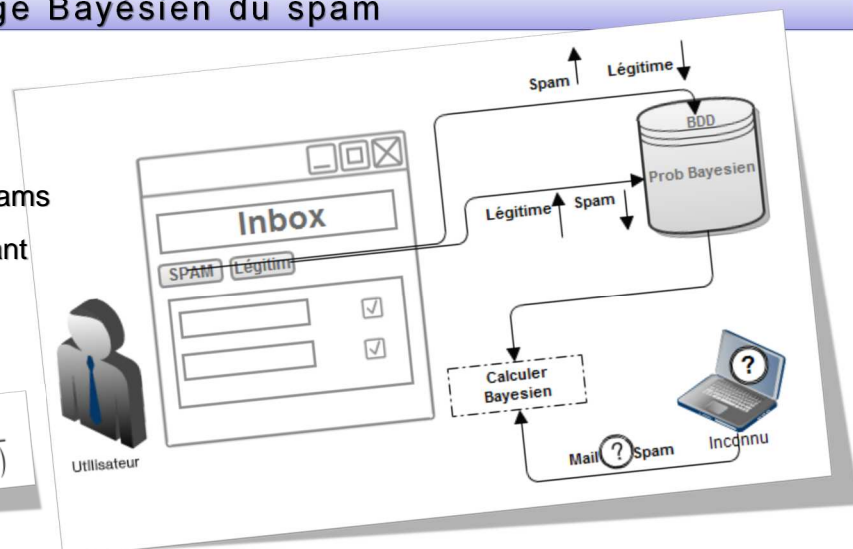 ge Bayésien du spam
ams
ant
)
Spam
Légitime
BDD
Prob Bayesien
Inbox
Légitime
Spam
SPAM
Légitim
Calculer
Bayesien
?
Inconnu
Mail ? Spam
Utilisateur